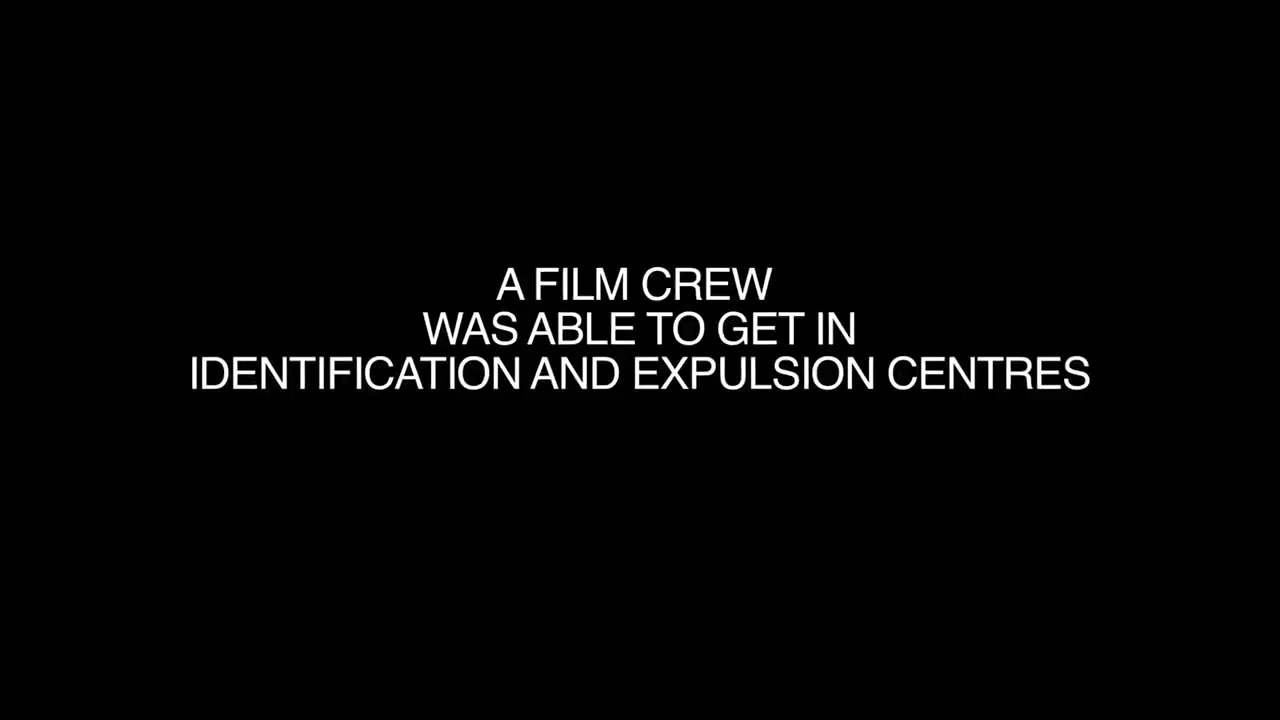 A FILM CREW
WAS ABLE TO GET IN
IDENTIFICATION AND EXPULSION CENTRES